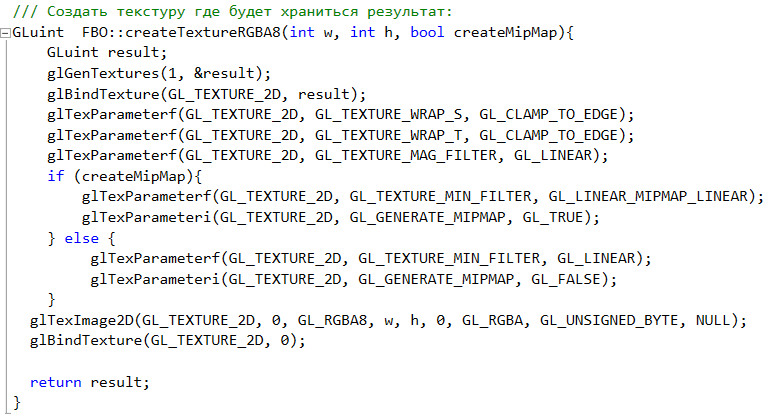 /// Создать текстуру где будет храниться результат:
GLuint  FBO::createTextureRGBA8(int w, int h, bool createMipMap){
    GLuint result;
    glGenTextures(1, &result);
    glBindTexture(GL_TEXTURE_2D, result);
    glTexParameterf(GL_TEXTURE_2D, GL_TEXTURE_WRAP_S, GL_CLAMP_TO_EDGE);
    glTexParameterf(GL_TEXTURE_2D, GL_TEXTURE_WRAP_T, GL_CLAMP_TO_EDGE);
    glTexParameterf(GL_TEXTURE_2D, GL_TEXTURE_MAG_FILTER, GL_LINEAR);
    if (createMipMap){
        glTexParameterf(GL_TEXTURE_2D, GL_TEXTURE_MIN_FILTER, GL_LINEAR_MIPMAP_LINEAR);
        glTexParameteri(GL_TEXTURE_2D, GL_GENERATE_MIPMAP, GL_TRUE);
    } else {
         glTexParameterf(GL_TEXTURE_2D, GL_TEXTURE_MIN_FILTER, GL_LINEAR);
         glTexParameteri(GL_TEXTURE_2D, GL_GENERATE_MIPMAP, GL_FALSE);
    }
  glTexImage2D(GL_TEXTURE_2D, 0, GL_RGBA8, w, h, 0, GL_RGBA, GL_UNSIGNED_BYTE, NULL);
  glBindTexture(GL_TEXTURE_2D, 0);

  return result;
}